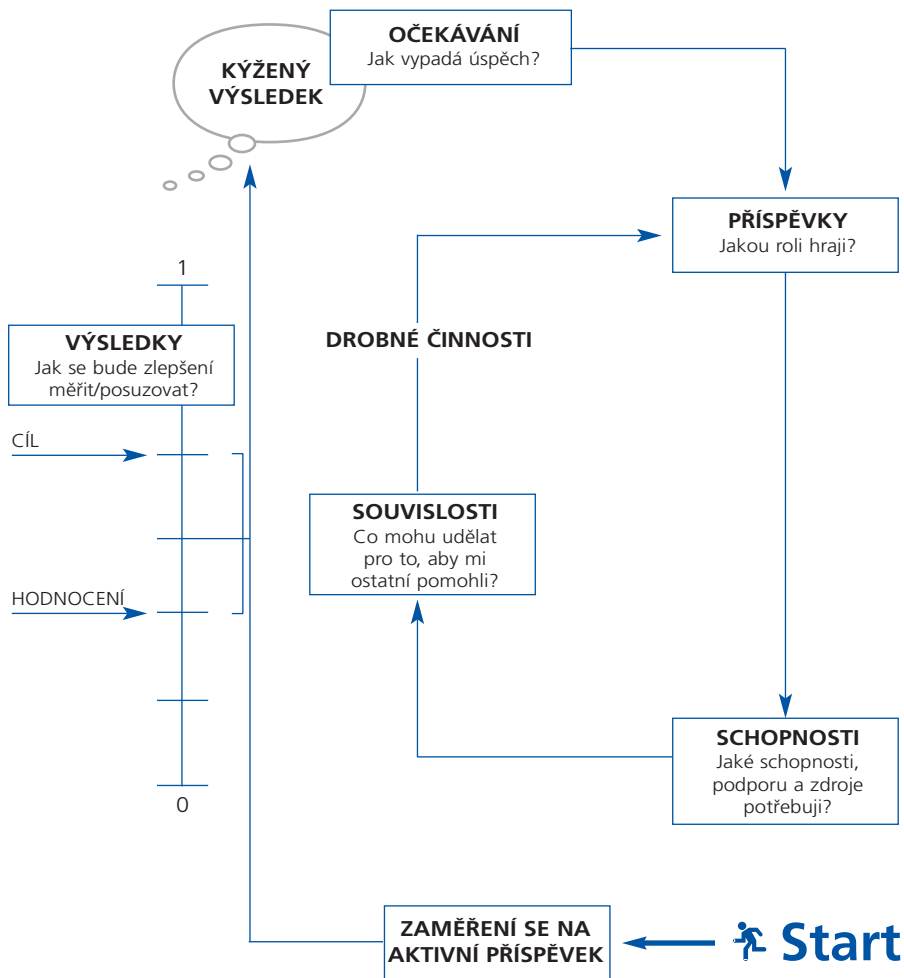 OČEKÁVÁNÍ
Jak vypadá úspěch?
KÝŽENÝ
VÝSLEDEK
PŘÍSPĚVKY
Jakou roli hraji?
1
DROBNÉ ČINNOSTI
VÝSLEDKY
Jak se bude zlepšení
měřit/posuzovat?
CÍL
SOUVISLOSTI
Co mohu udělat
pro to, aby mi
ostatní pomohli?
HODNOCENÍ
SCHOPNOSTI
Jaké schopnosti,
podporu a zdroje
potřebuji?
0
ZAMĚŘENÍ SE NA
AKTIVNÍ PŘÍSPĚVEK
Start